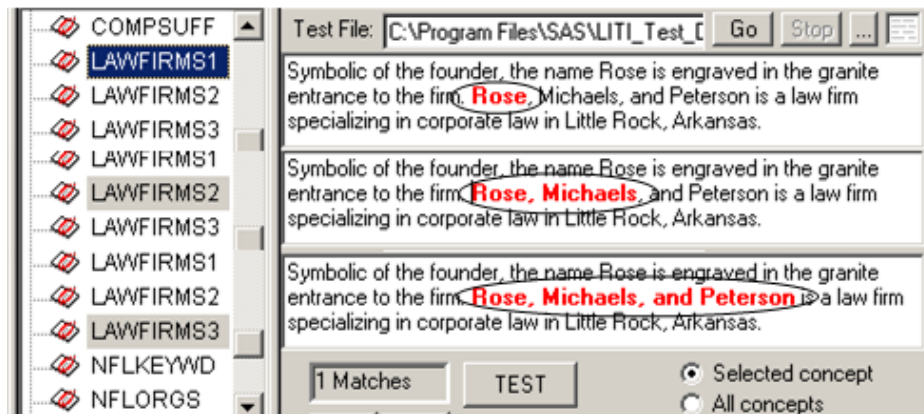 COMPSUFF
LAWFIRMS1
LAWFIRMS2
LAWFIRMS3
LAWFIRMS1
LAWFIRMS2
LAWFIRMS3
LAWFIRMS1
LAWFIRMS2
LAWFIRMS3
NFLKEYWD
NFLORGS
Test File: C:\Program Files\SAS\LITI_Test_D Go Stop ...
Symbolic of the founder, the name Rose is engraved in the granite
entrance to the firm. Rose, Michaels, and Peterson is a law firm
specializing in corporate law in Little Rock, Arkansas.
Symbolic of the founder, the name Rose is engraved in the granite
entrance to the firm. Rose, Michaels, and Peterson is a law firm
specializing in corporate law in Little Rock, Arkansas.
Symbolic of the founder, the name Rose is engraved in the granite
entrance to the firm. Rose, Michaels, and Peterson is a law firm
specializing in corporate law in Little Rock, Arkansas.
1 Matches TEST
Selected concept
All concepts